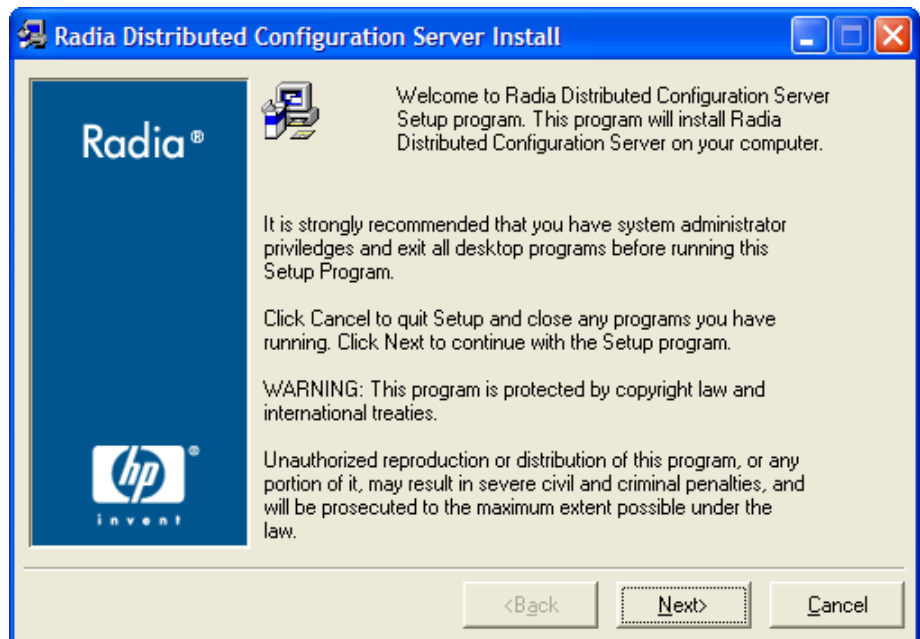 Radia Distributed Configuration Server Install
Radia®
Welcome to Radia Distributed Configuration Server
Setup program. This program will install Radia
Distributed Configuration Server on your computer.
It is strongly recommended that you have system administrator
priviledges and exit all desktop programs before running this
Setup Program.
Click Cancel to quit Setup and close any programs you have
running. Click Next to continue with the Setup program.
WARNING: This program is protected by copyright law and
international treaties.
Unauthorized reproduction or distribution of this program, or any
portion of it, may result in severe civil and criminal penalties, and
will be prosecuted to the maximum extent possible under the
law.
hp®
invent
<Back
Next>
Cancel